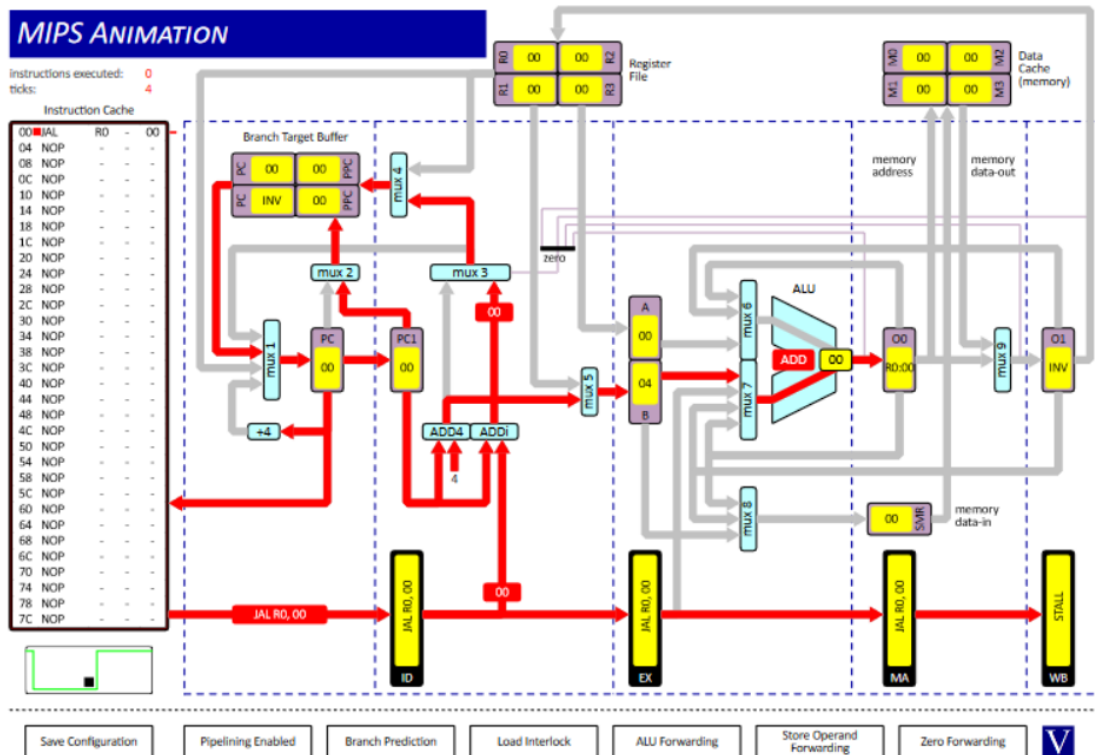 MIPS ANIMATION
instructions executed: 0
ticks: 4
Instruction Cache
00 JAL R0 - 00
04 NOP - - -
08 NOP - - -
0C NOP - - -
10 NOP - - -
14 NOP - - -
18 NOP - - -
1C NOP - - -
20 NOP - - -
24 NOP - - -
28 NOP - - -
2C NOP - - -
30 NOP - - -
34 NOP - - -
38 NOP - - -
3C NOP - - -
40 NOP - - -
44 NOP - - -
48 NOP - - -
4C NOP - - -
50 NOP - - -
54 NOP - - -
58 NOP - - -
5C NOP - - -
60 NOP - - -
64 NOP - - -
68 NOP - - -
6C NOP - - -
70 NOP - - -
74 NOP - - -
78 NOP - - -
7C NOP - - -
R0 00 00 R2
R1 00 00 R3
Register
File
M0 00 00 M2
M1 00 00 M3
Data
Cache
(memory)
Branch Target Buffer
PC 00 00 PPC
PC INV 00 PPC
mux 4
memory
address
memory
data-out
zero
mux 2
mux 3
00
mux 1
PC
00
PC1
00
A
00
04
B
mux 5
mux 6
mux 7
ALU
ADD
00
O0
R0:00
mux 9
O1
INV
+4
ADD4
ADDi
4
mux 8
00 SMR
memory
data-in
00
JAL R0, 00
JAL R0, 00
ID
JAL R0, 00
EX
JAL R0, 00
MA
STALL
WB
Save Configuration
Pipelining Enabled
Branch Prediction
Load Interlock
ALU Forwarding
Store Operand
Forwarding
Zero Forwarding
V